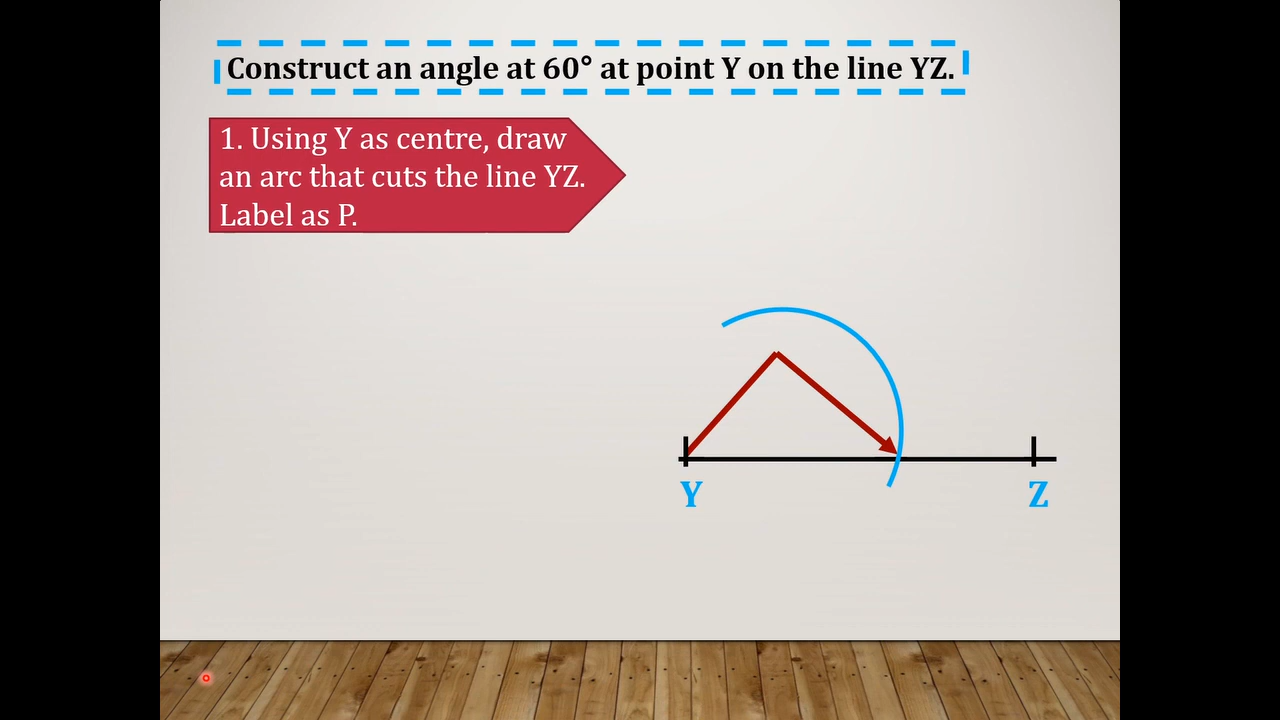 Construct an angle at 60° at point Y on the line YZ.
1. Using Y as centre, draw
an arc that cuts the line YZ.
Label as P.
Y
Z